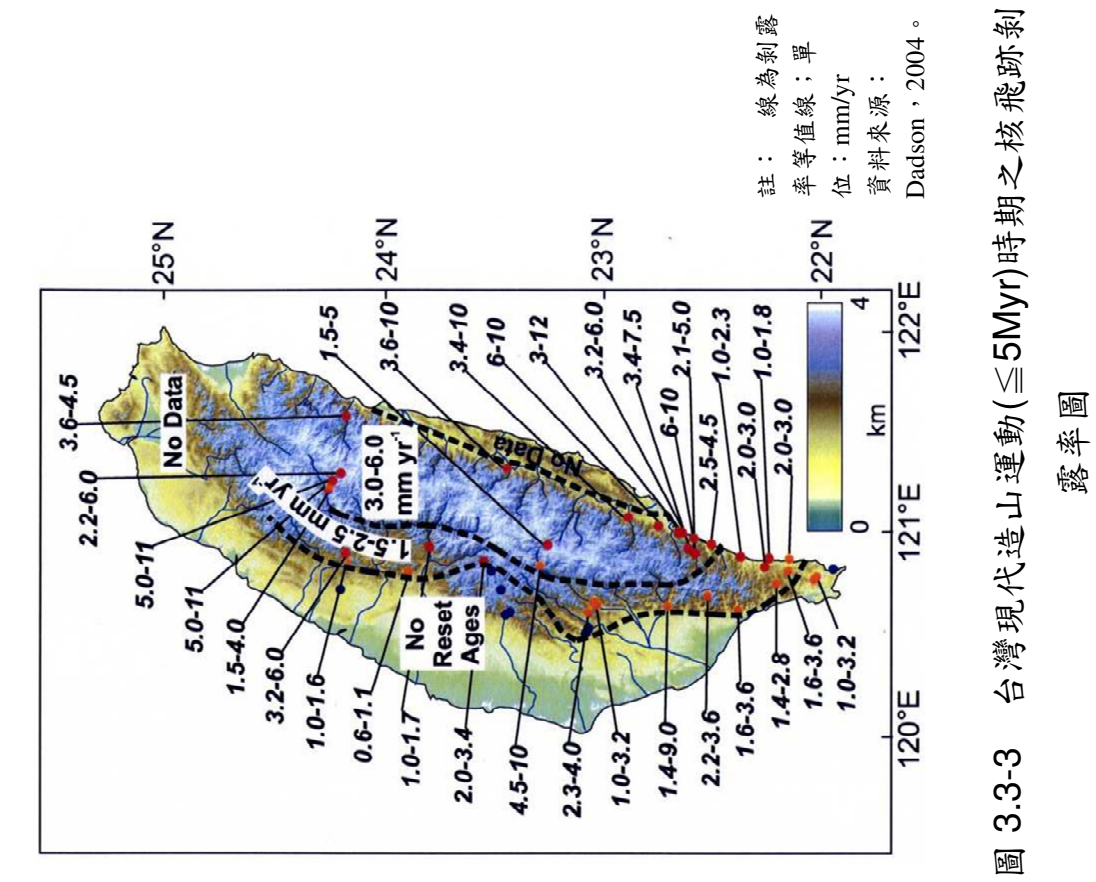 3.6-4.5
2.2-6.0
5.0-11
5.0-11
1.5-4.0
3.2-6.0
1.0-1.6
0.6-1.1
1.0-1.7
2.0-3.4
4.5-10
2.3-4.0
1.0-3.2
1.4-9.0
2.2-3.6
1.6-3.6
1.4-2.8
1.6-3.6
1.0-3.2
No Data
1.5-2.5 mm yr⁻¹
3.0-6.0
mm yr⁻¹
No
Reset
Ages
No Data
1.5-5
3.6-10
3.4-10
6-10
3-12
3.2-6.0
3.4-7.5
2.1-5.0
6-10
1.0-2.3
2.5-4.5
1.0-1.8
2.0-3.0
2.0-3.0
25°N
24°N
23°N
22°N
120°E
121°E
122°E
0
km
4
註： 線為剝露
率等值線；單
位：mm/yr
資料來源：
Dadson，2004。
圖 3.3-3 台灣現代造山運動(≦5Myr)時期之核飛跡剝
露率圖